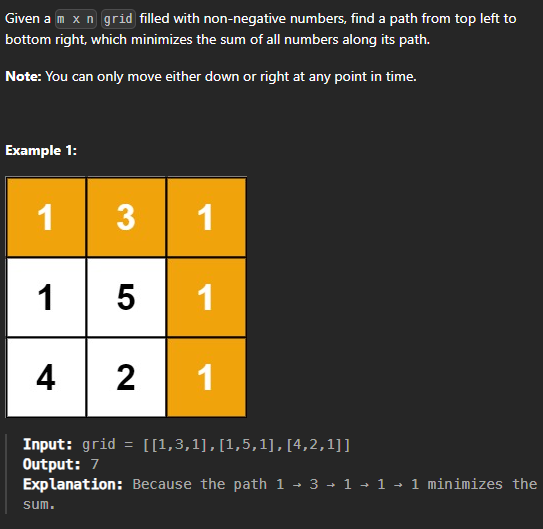 Given a m x n grid filled with non-negative numbers, find a path from top left to
bottom right, which minimizes the sum of all numbers along its path.
Note: You can only move either down or right at any point in time.
Example 1:
1 3 1
1 5 1
4 2 1
Input: grid = [[1,3,1],[1,5,1],[4,2,1]]
Output: 7
Explanation: Because the path 1 → 3 → 1 → 1 → 1 minimizes the
sum.